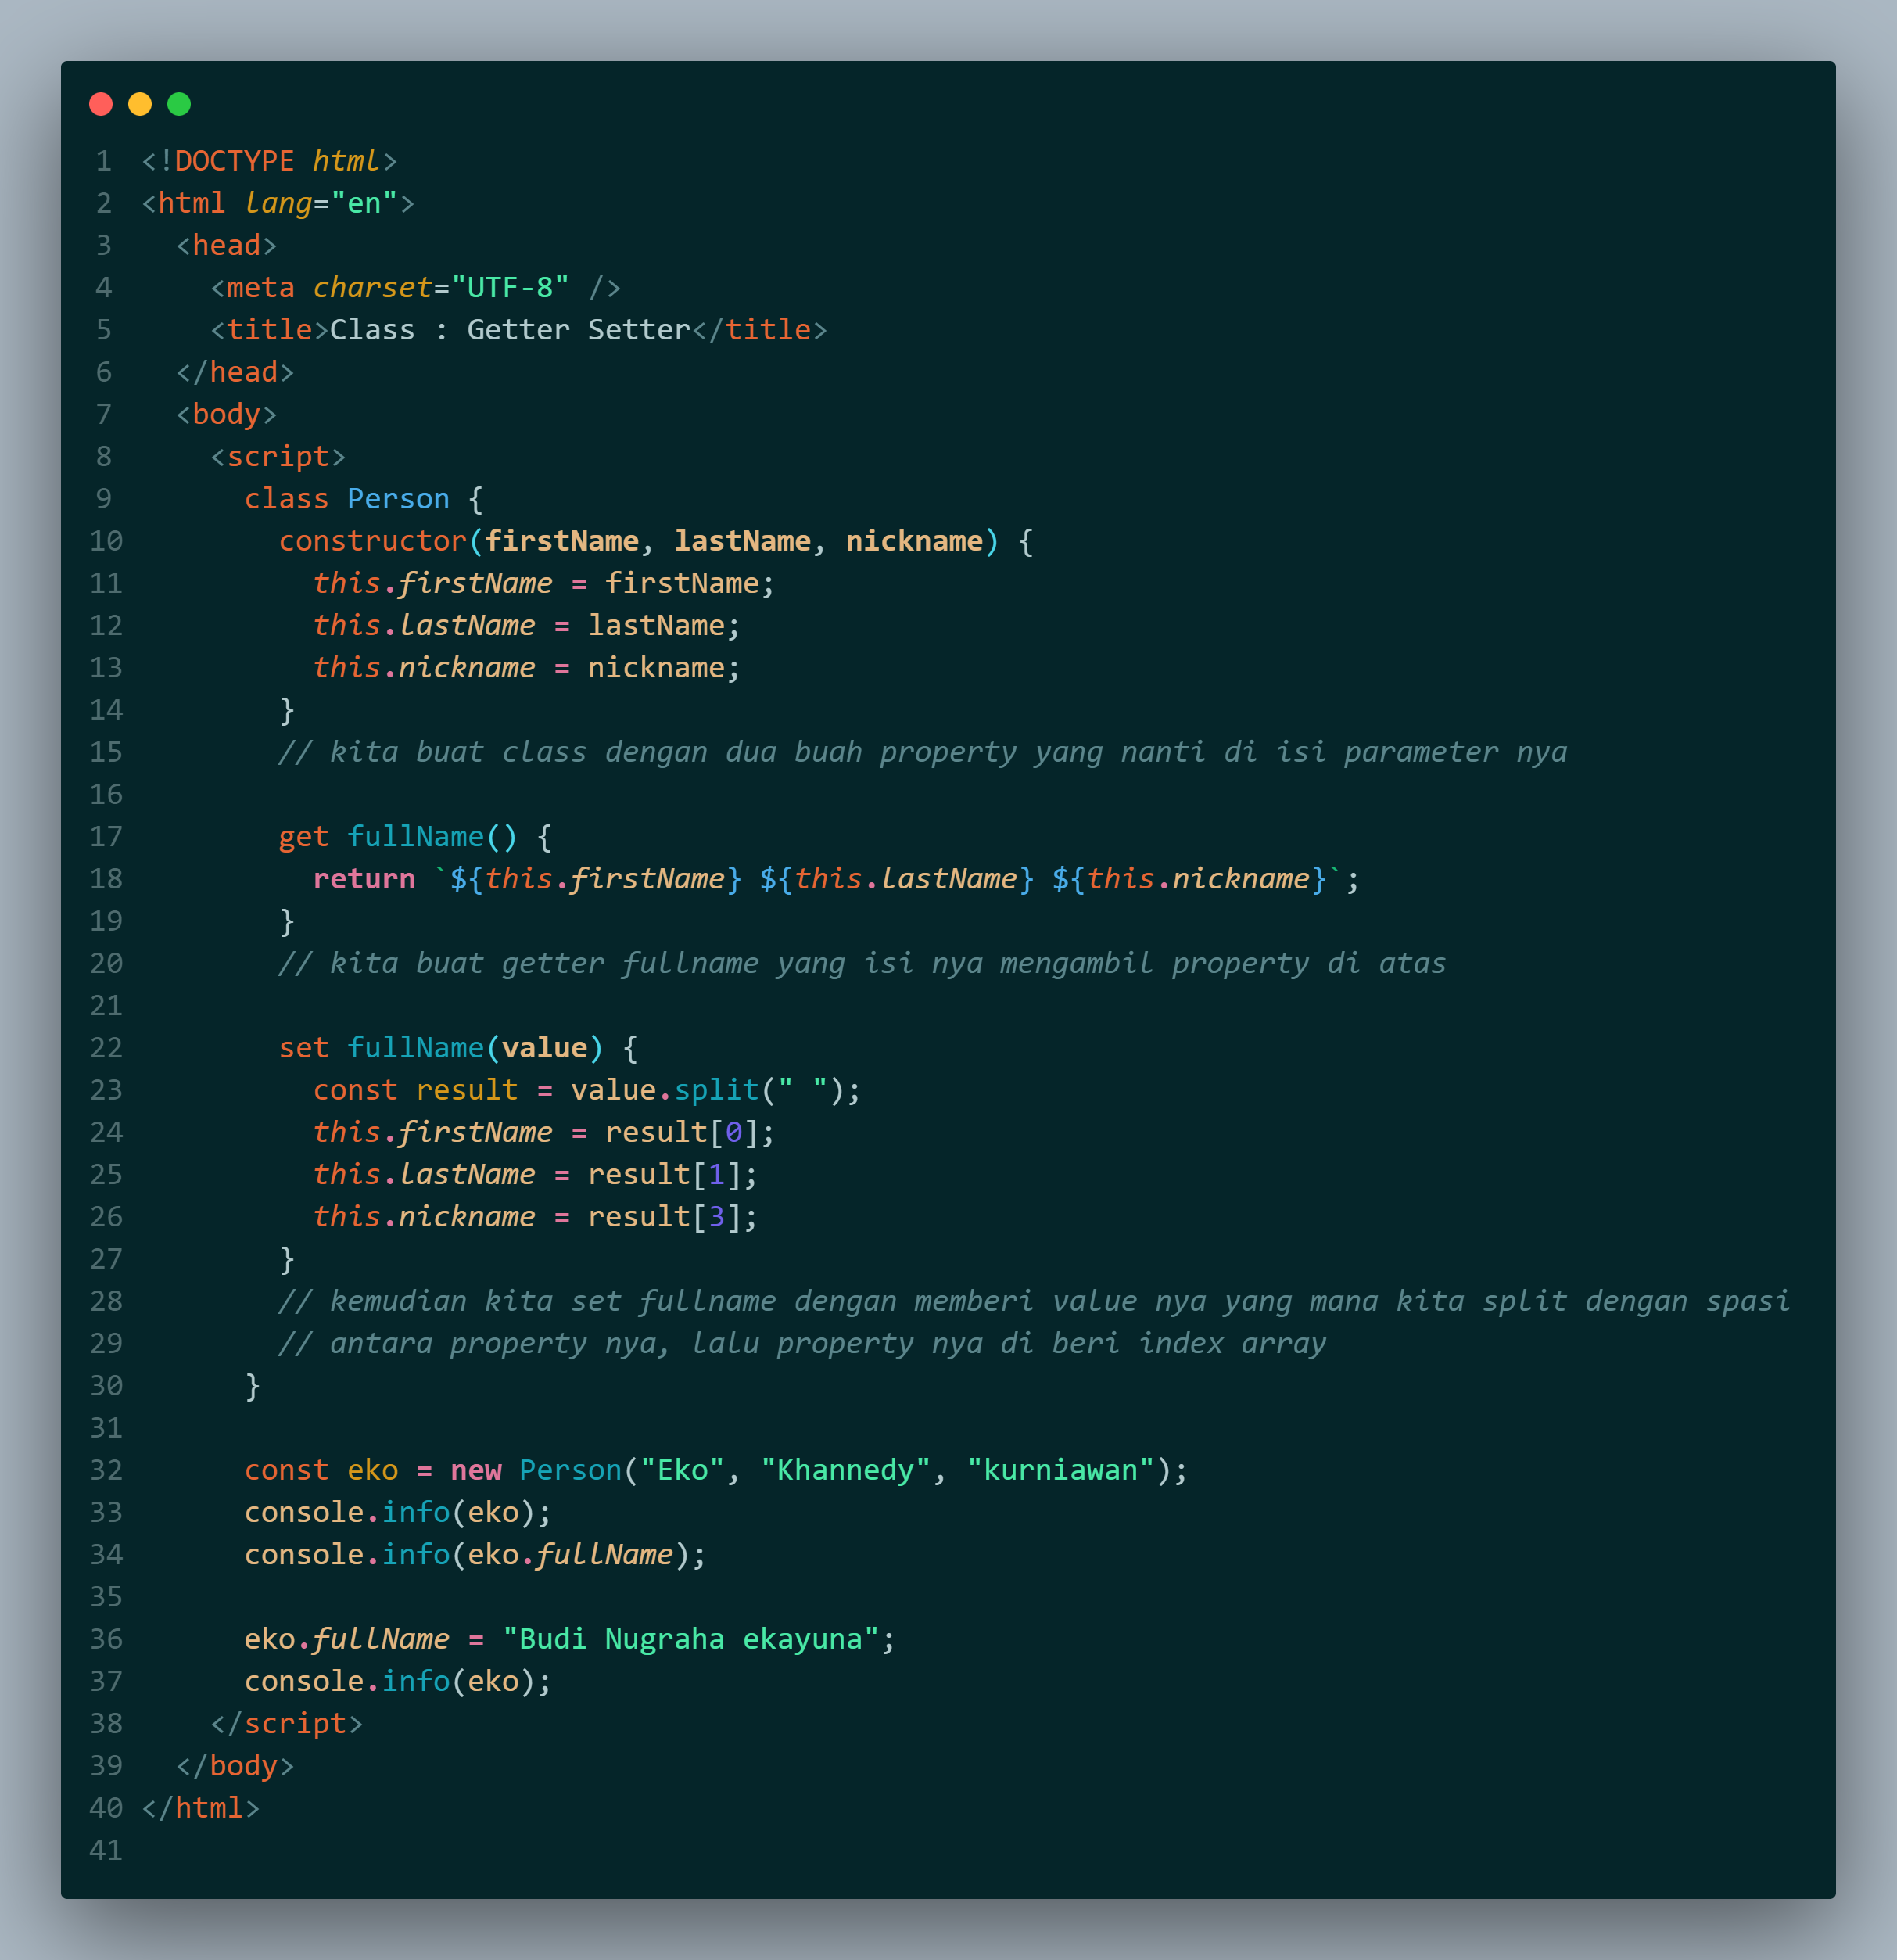 1 <!DOCTYPE html>
2 <html lang="en">
3   <head>
4     <meta charset="UTF-8" />
5     <title>Class : Getter Setter</title>
6   </head>
7   <body>
8     <script>
9       class Person {
10         constructor(firstName, lastName, nickname) {
11           this.firstName = firstName;
12           this.lastName = lastName;
13           this.nickname = nickname;
14         }
15         // kita buat class dengan dua buah property yang nanti di isi parameter nya
16
17         get fullName() {
18           return `${this.firstName} ${this.lastName} ${this.nickname}`;
19         }
20         // kita buat getter fullname yang isi nya mengambil property di atas
21
22         set fullName(value) {
23           const result = value.split(" ");
24           this.firstName = result[0];
25           this.lastName = result[1];
26           this.nickname = result[3];
27         }
28         // kemudian kita set fullname dengan memberi value nya yang mana kita split dengan spasi
29         // antara property nya, lalu property nya di beri index array
30       }
31
32       const eko = new Person("Eko", "Khannedy", "kurniawan");
33       console.info(eko);
34       console.info(eko.fullName);
35
36       eko.fullName = "Budi Nugraha ekayuna";
37       console.info(eko);
38     </script>
39   </body>
40 </html>
41